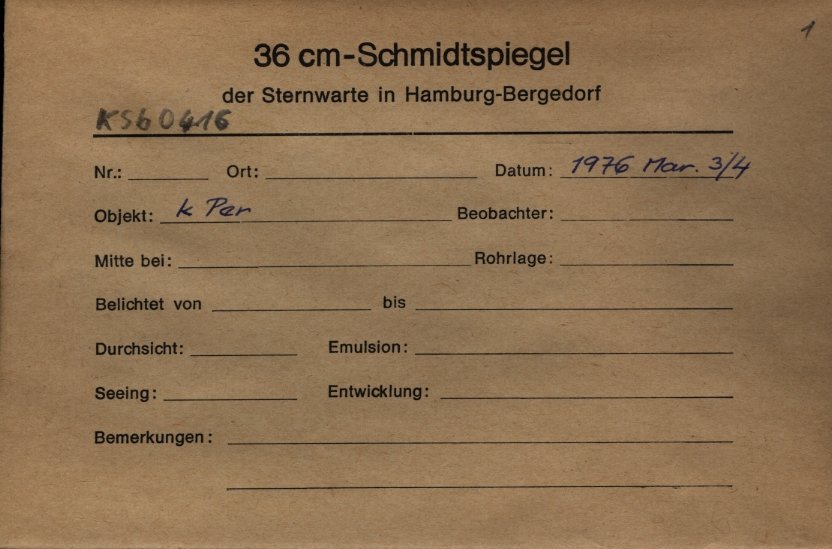 1
36 cm-Schmidtspiegel
der Sternwarte in Hamburg-Bergedorf
KSb0416
Nr.: Ort: Datum: 1976 Mar. 3/4
Objekt: k Per Beobachter:
Mitte bei: Rohrlage:
Belichtet von bis
Durchsicht: Emulsion:
Seeing: Entwicklung:
Bemerkungen: